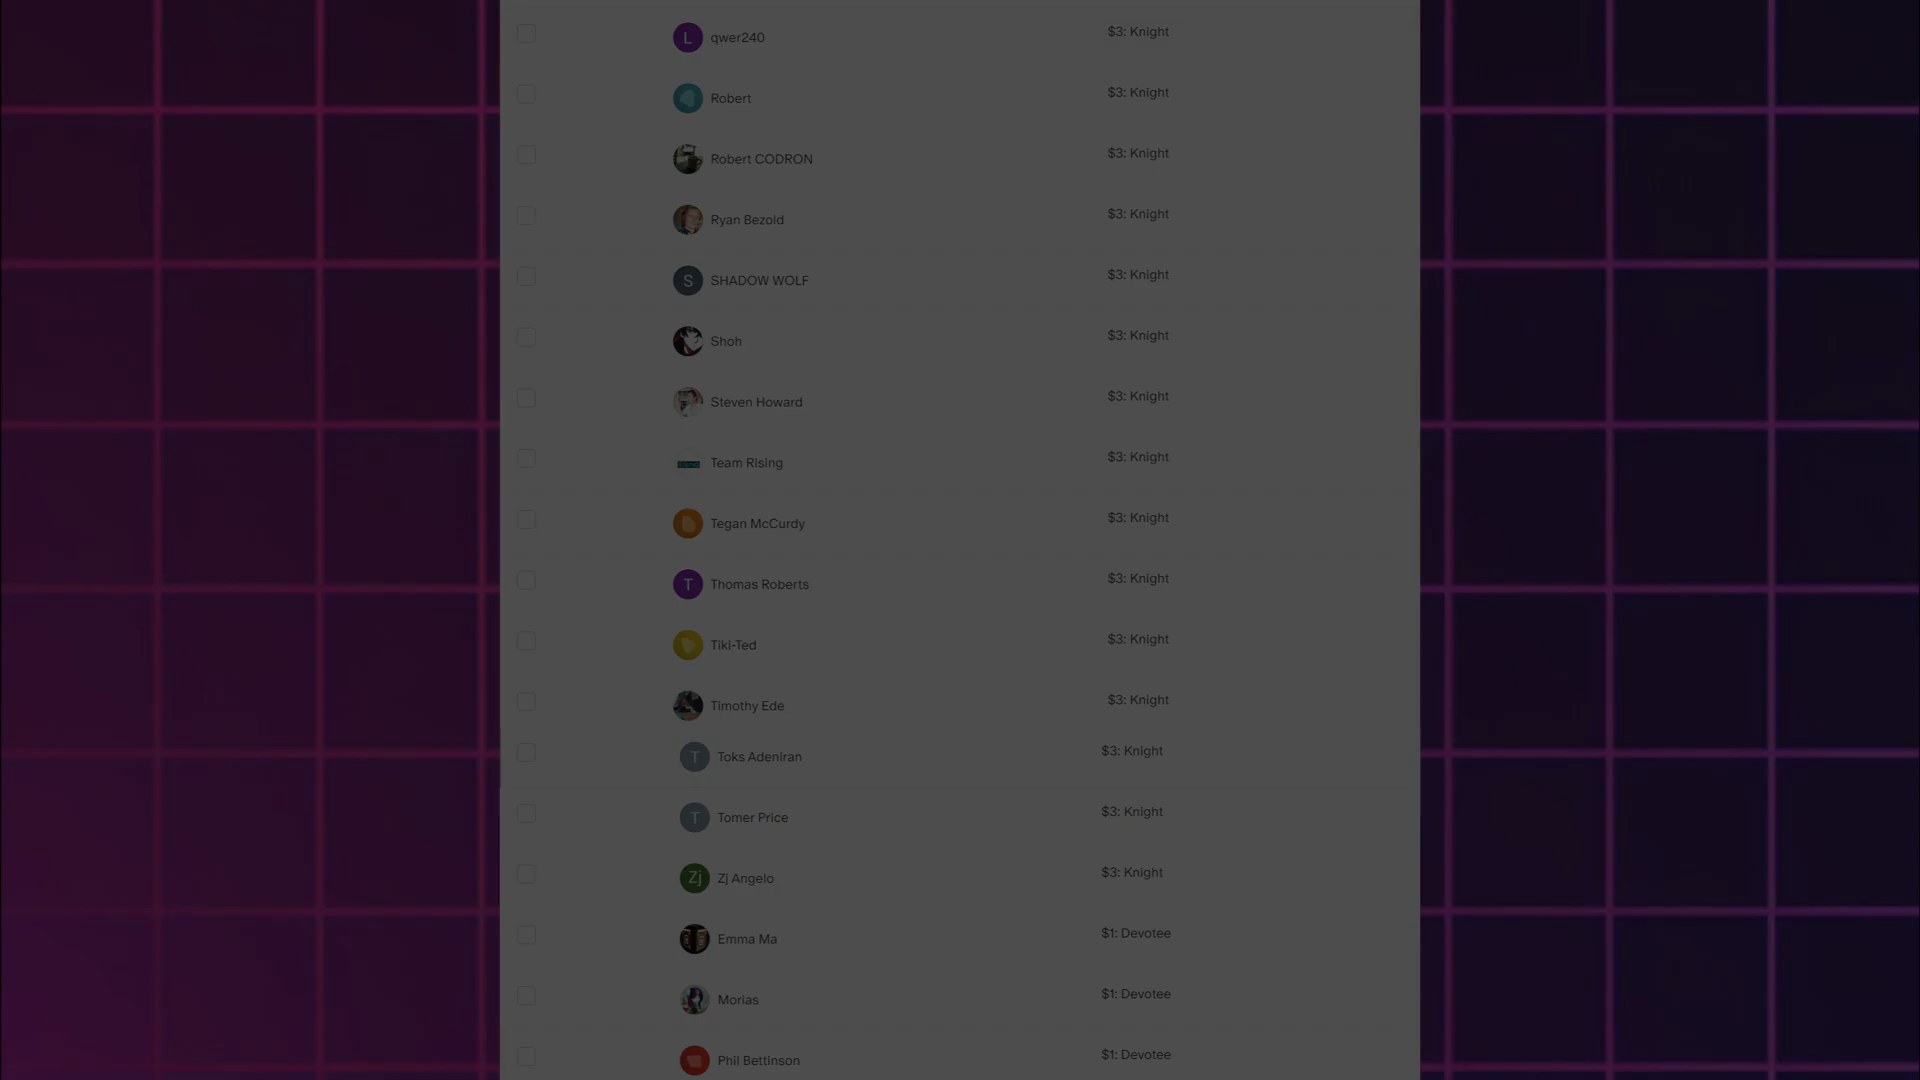 L qwer240 $3: Knight
Robert $3: Knight
Robert CODRON $3: Knight
Ryan Bezold $3: Knight
S SHADOW WOLF $3: Knight
Shoh $3: Knight
Steven Howard $3: Knight
Team Rising $3: Knight
Tegan McCurdy $3: Knight
T Thomas Roberts $3: Knight
Tiki-Ted $3: Knight
Timothy Ede $3: Knight
T Toks Adeniran $3: Knight
T Tomer Price $3: Knight
Zj Zj Angelo $3: Knight
Emma Ma $1: Devotee
Morias $1: Devotee
Phil Bettinson $1: Devotee